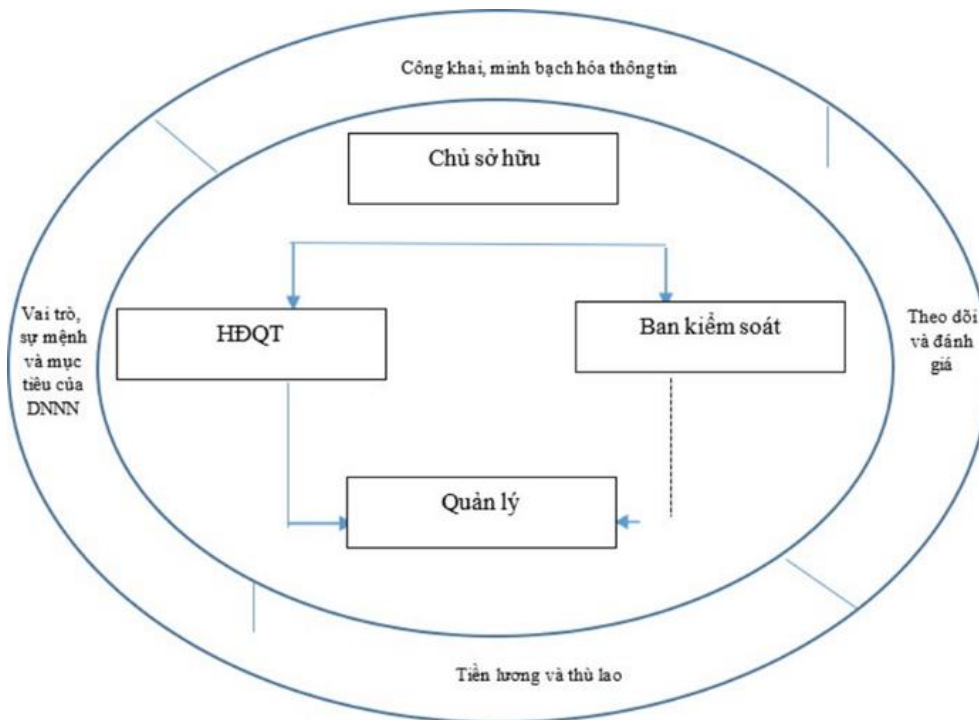 Công khai, minh bạch hóa thông tin
Chủ sở hữu
HĐQT
Ban kiểm soát
Vai trò,
sự mệnh
và mục
tiêu của
DNNN
Theo dõi
và đánh
giá
Quản lý
Tiền lương và thù lao